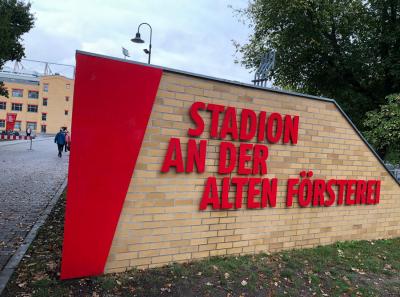 STADION
AN DER
ALTEN FÖRSTEREI